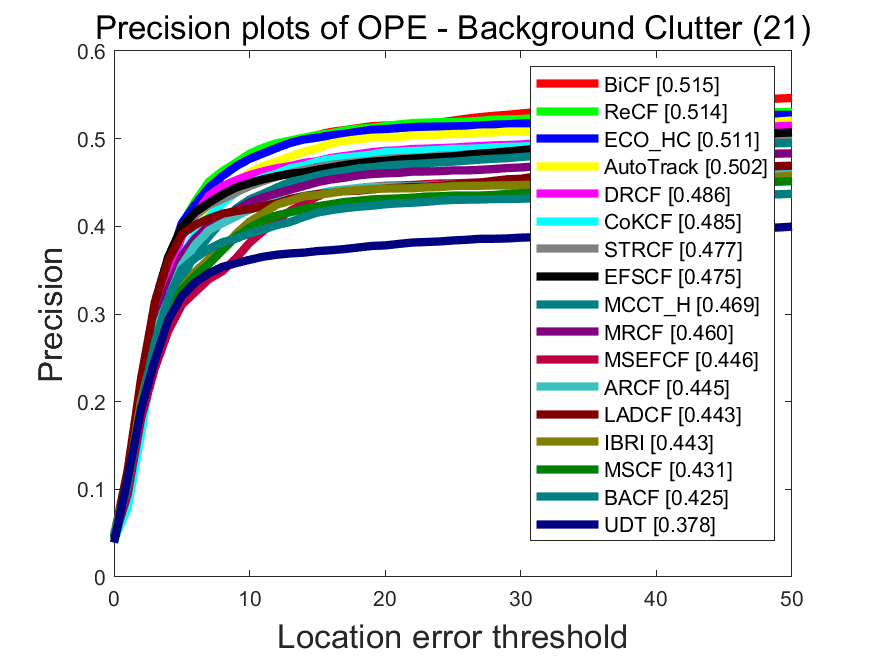 Precision plots of OPE - Background Clutter (21)
0.6
0.5
0.4
0.3
0.2
0.1
0
Precision
BiCF [0.515]
ReCF [0.514]
ECO_HC [0.511]
AutoTrack [0.502]
DRCF [0.486]
CoKCF [0.485]
STRCF [0.477]
EFSCF [0.475]
MCCT_H [0.469]
MRCF [0.460]
MSEFCF [0.446]
ARCF [0.445]
LADCF [0.443]
IBRI [0.443]
MSCF [0.431]
BACF [0.425]
UDT [0.378]
0 10 20 30 40 50
Location error threshold